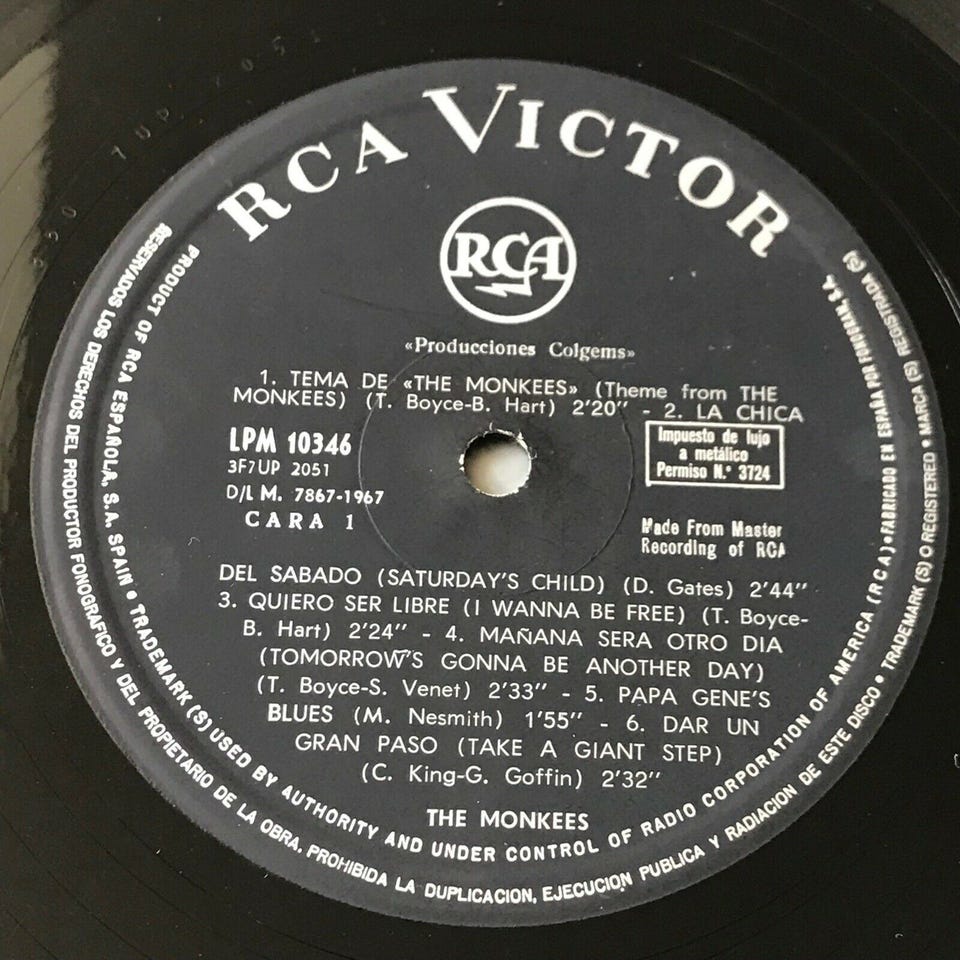 RCA VICTOR
RCA
«Producciones Colgems»
1. TEMA DE «THE MONKEES» (Theme from THE
MONKEES) (T. Boyce-B. Hart) 2'20" - 2. LA CHICA
LPM 10346
3F7UP 2051
D/L M. 7867-1967
CARA 1
Impuesto de lujo
a metálico
Permiso N.º 3724
Made From Master
Recording of RCA
DEL SABADO (SATURDAY'S CHILD) (D. Gates) 2'44"
3. QUIERO SER LIBRE (I WANNA BE FREE) (T. Boyce-
B. Hart) 2'24" - 4. MAÑANA SERA OTRO DIA
(TOMORROW'S GONNA BE ANOTHER DAY)
(T. Boyce-S. Venet) 2'33" - 5. PAPA GENE'S
BLUES (M. Nesmith) 1'55" - 6. DAR UN
GRAN PASO (TAKE A GIANT STEP)
(C. King-G. Goffin) 2'32"
THE MONKEES
PRODUCT OF RCA ESPAÑOLA, S.A. SPAIN • TRADEMARK (S) USED BY AUTHORITY AND UNDER CONTROL OF RADIO CORPORATION OF AMERICA (RCA) • FABRICADO EN ESPAÑA POR FONOGRAM, S.A.
RESERVADOS LOS DERECHOS DEL PRODUCTOR FONOGRAFICO Y DEL PROPIETARIO DE LA OBRA, PROHIBIDA LA DUPLICACION, EJECUCION PUBLICA Y RADIACION DE ESTE DISCO • TRADEMARK (S) O REGISTERED • MARCA (S) REGISTRADA (S)